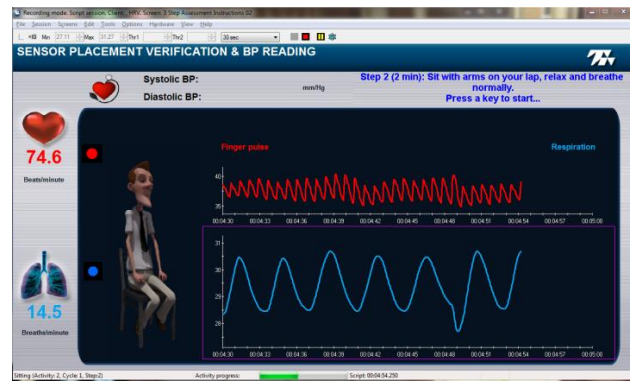 Recording mode. Script session. Client: , HRV. Screen: 3 Step Assessment Instructions 02
File Session Screens Edit Tools Options Hardware View Help
Min 27.11 Max 31.27 Thr1 Thr2 30 sec
SENSOR PLACEMENT VERIFICATION & BP READING
Systolic BP:
Diastolic BP:
mm/Hg
Step 2 (2 min): Sit with arms on your lap, relax and breathe
normally.
Press a key to start...
74.6
Beats/minute
Finger pulse
Respiration
40
35
00:04:30 00:04:33 00:04:36 00:04:39 00:04:42 00:04:45 00:04:48 00:04:51 00:04:54 00:04:57 00:05:00
31
30
29
28
00:04:30 00:04:33 00:04:36 00:04:39 00:04:42 00:04:45 00:04:48 00:04:51 00:04:54 00:04:57 00:05:00
14.5
Breaths/minute
Sitting (Activity: 2, Cycle: 1, Step:2) Activity progress: Script: 00:04:54.250